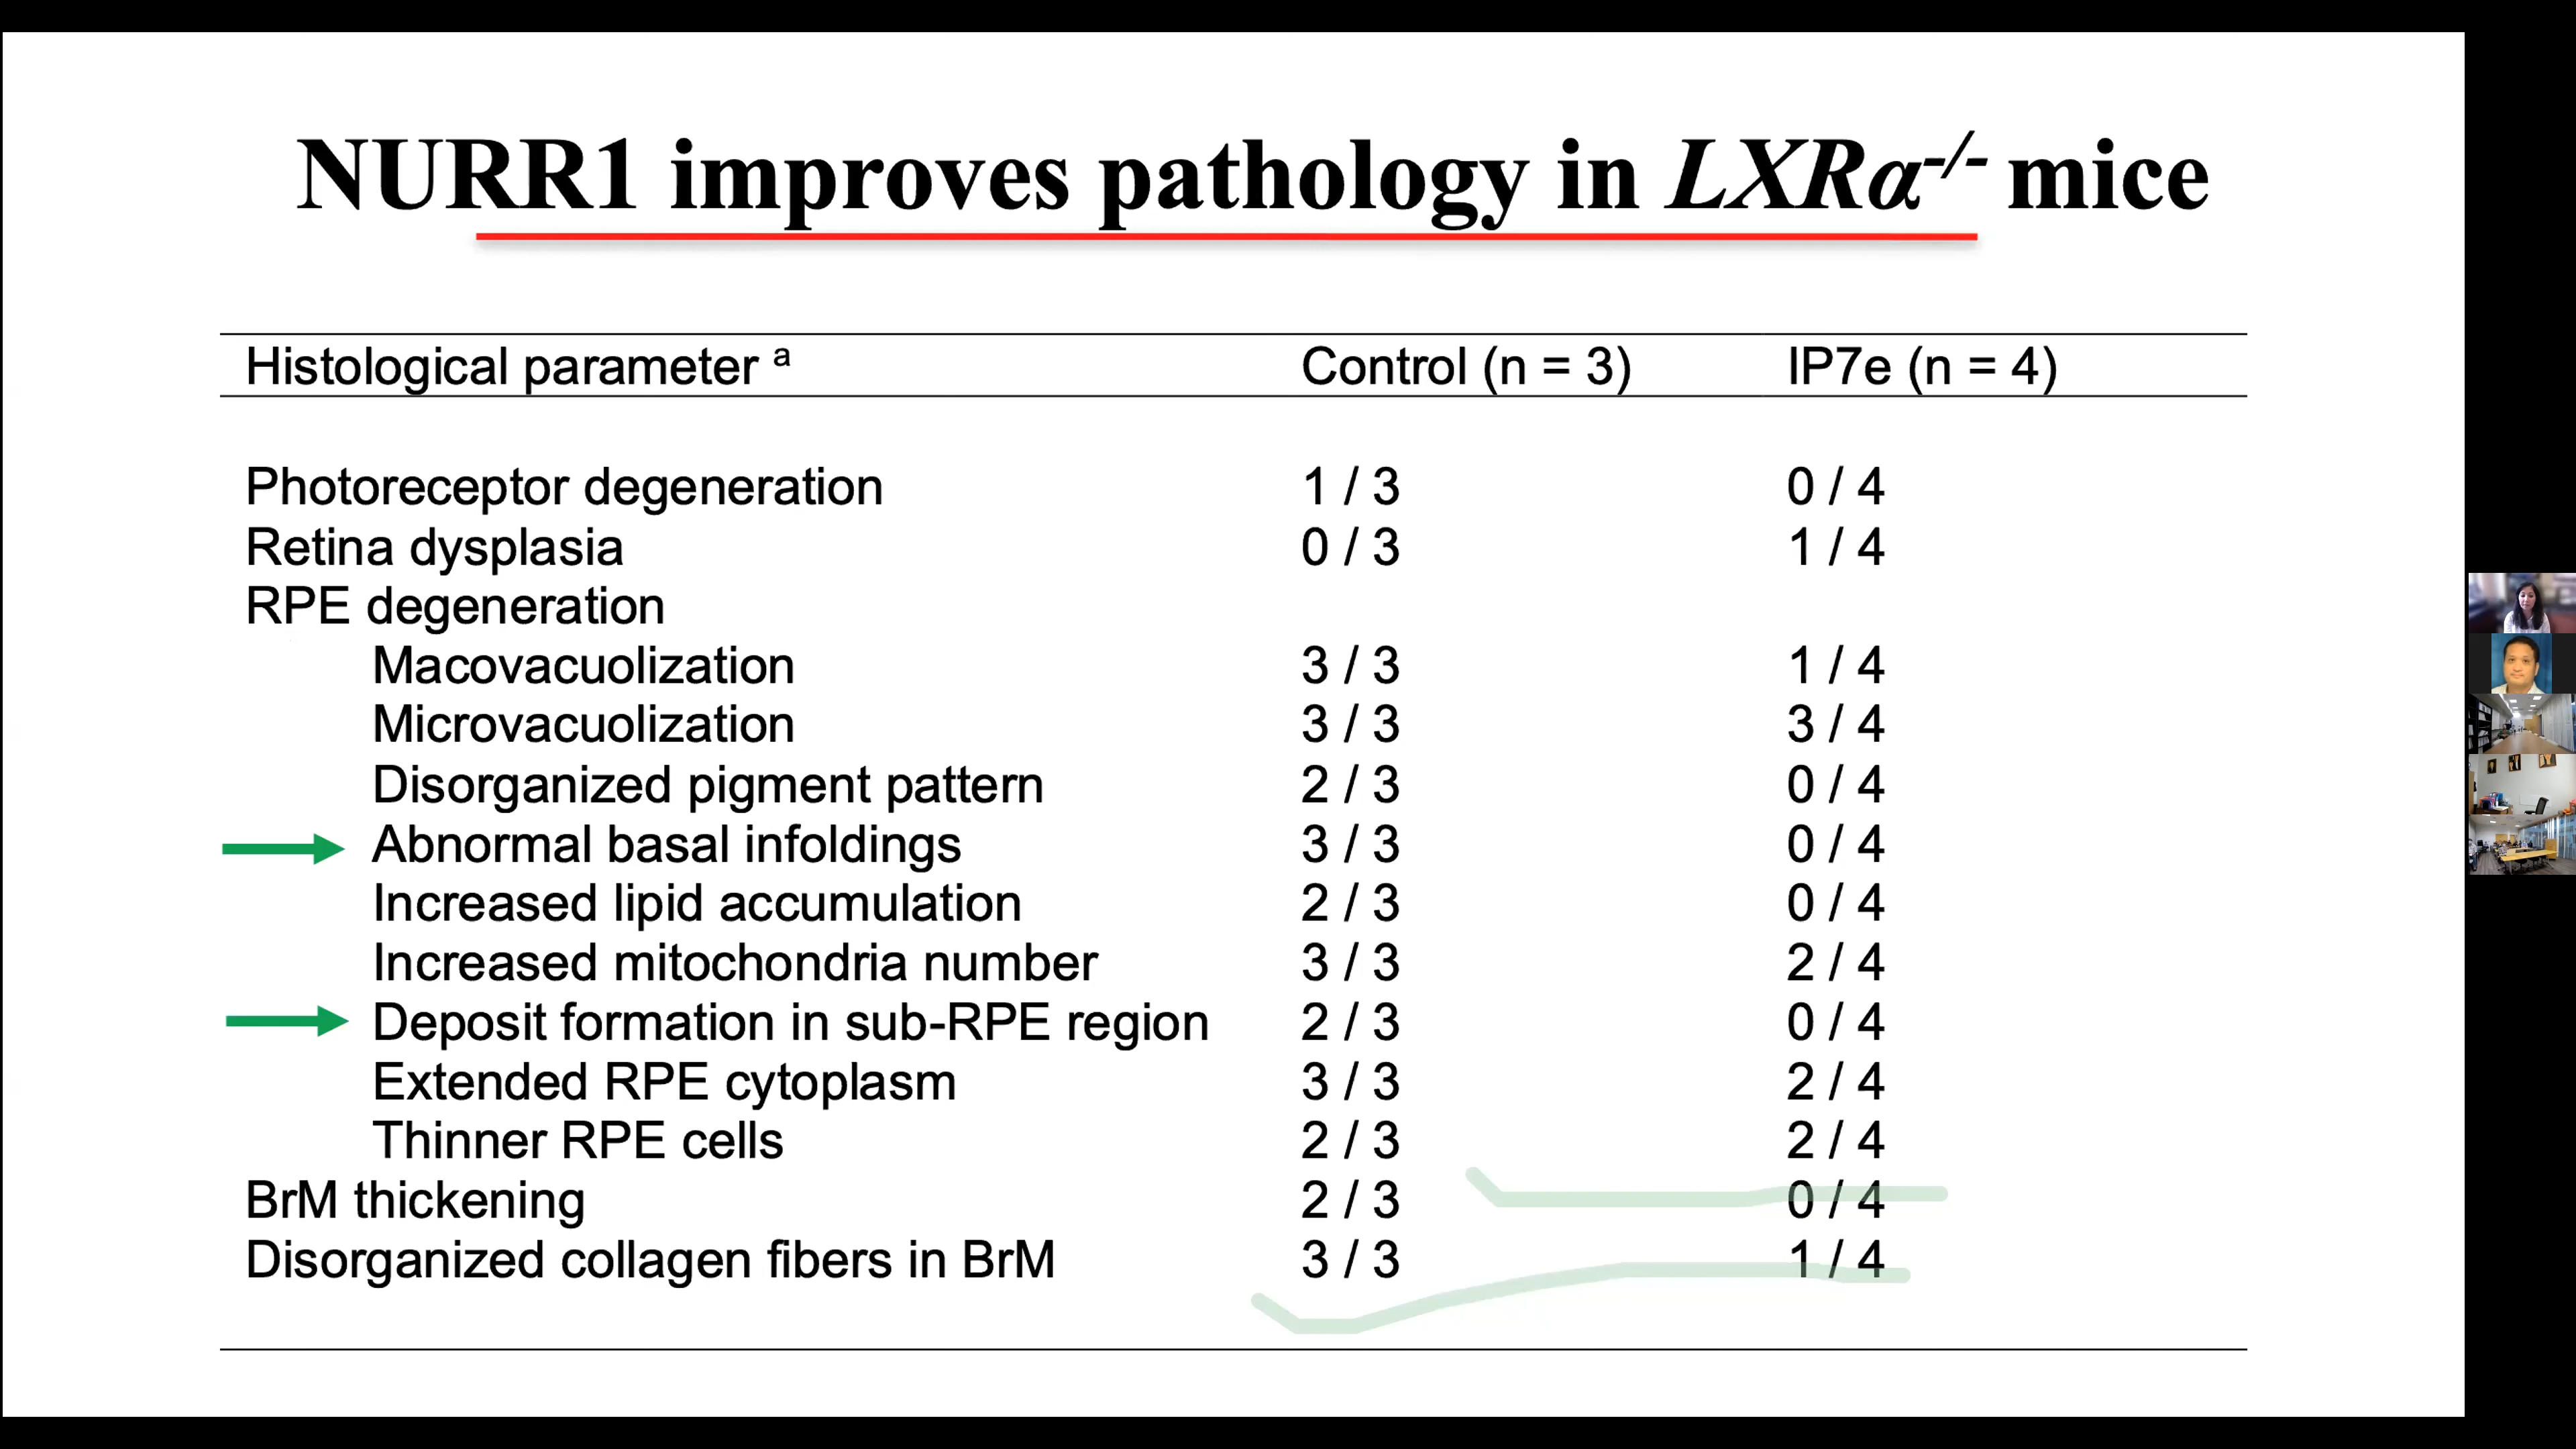 NURR1 improves pathology in LXRα-/- mice
Histological parameter a Control (n = 3) IP7e (n = 4)
Photoreceptor degeneration 1 / 3 0 / 4
Retina dysplasia 0 / 3 1 / 4
RPE degeneration
Macovacuolization 3 / 3 1 / 4
Microvacuolization 3 / 3 3 / 4
Disorganized pigment pattern 2 / 3 0 / 4
Abnormal basal infoldings 3 / 3 0 / 4
Increased lipid accumulation 2 / 3 0 / 4
Increased mitochondria number 3 / 3 2 / 4
Deposit formation in sub-RPE region 2 / 3 0 / 4
Extended RPE cytoplasm 3 / 3 2 / 4
Thinner RPE cells 2 / 3 2 / 4
BrM thickening 2 / 3 0 / 4
Disorganized collagen fibers in BrM 3 / 3 1 / 4